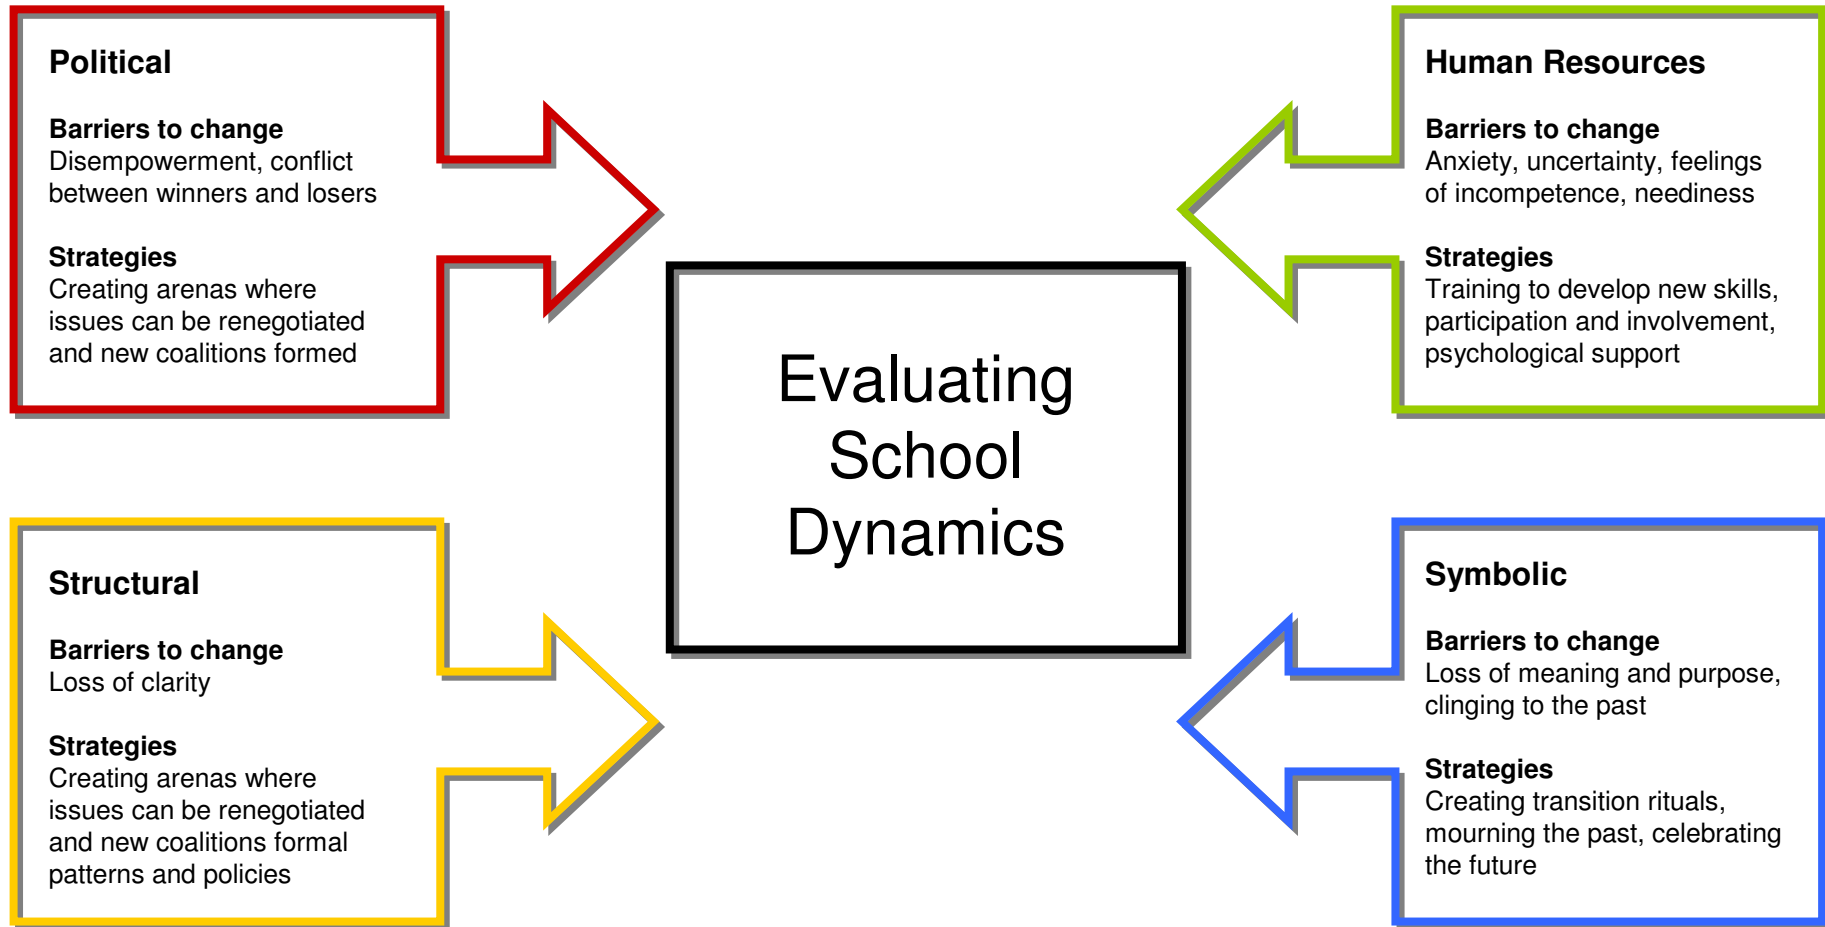 Political
Barriers to change
Disempowerment, conflict
between winners and losers
Strategies
Creating arenas where
issues can be renegotiated
and new coalitions formed
Human Resources
Barriers to change
Anxiety, uncertainty, feelings
of incompetence, neediness
Strategies
Training to develop new skills,
participation and involvement,
psychological support
Evaluating
School
Dynamics
Structural
Barriers to change
Loss of clarity
Strategies
Creating arenas where
issues can be renegotiated
and new coalitions formal
patterns and policies
Symbolic
Barriers to change
Loss of meaning and purpose,
clinging to the past
Strategies
Creating transition rituals,
mourning the past, celebrating
the future